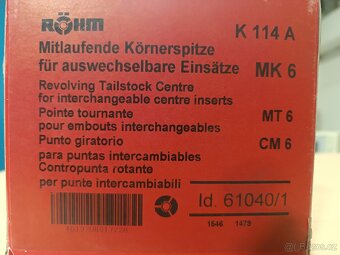 RÖHM
K 114 A
Mitlaufende Körnerspitze
für auswechselbare Einsätze MK 6
Revolving Tailstock Centre
for interchangeable centre inserts
MT 6
Pointe tournante
pour embouts interchangeables
Punto giratorio
CM 6
para puntas intercambiables
Contropunta rotante
per punte intercambiabili
Id. 61040/1
1646 1479